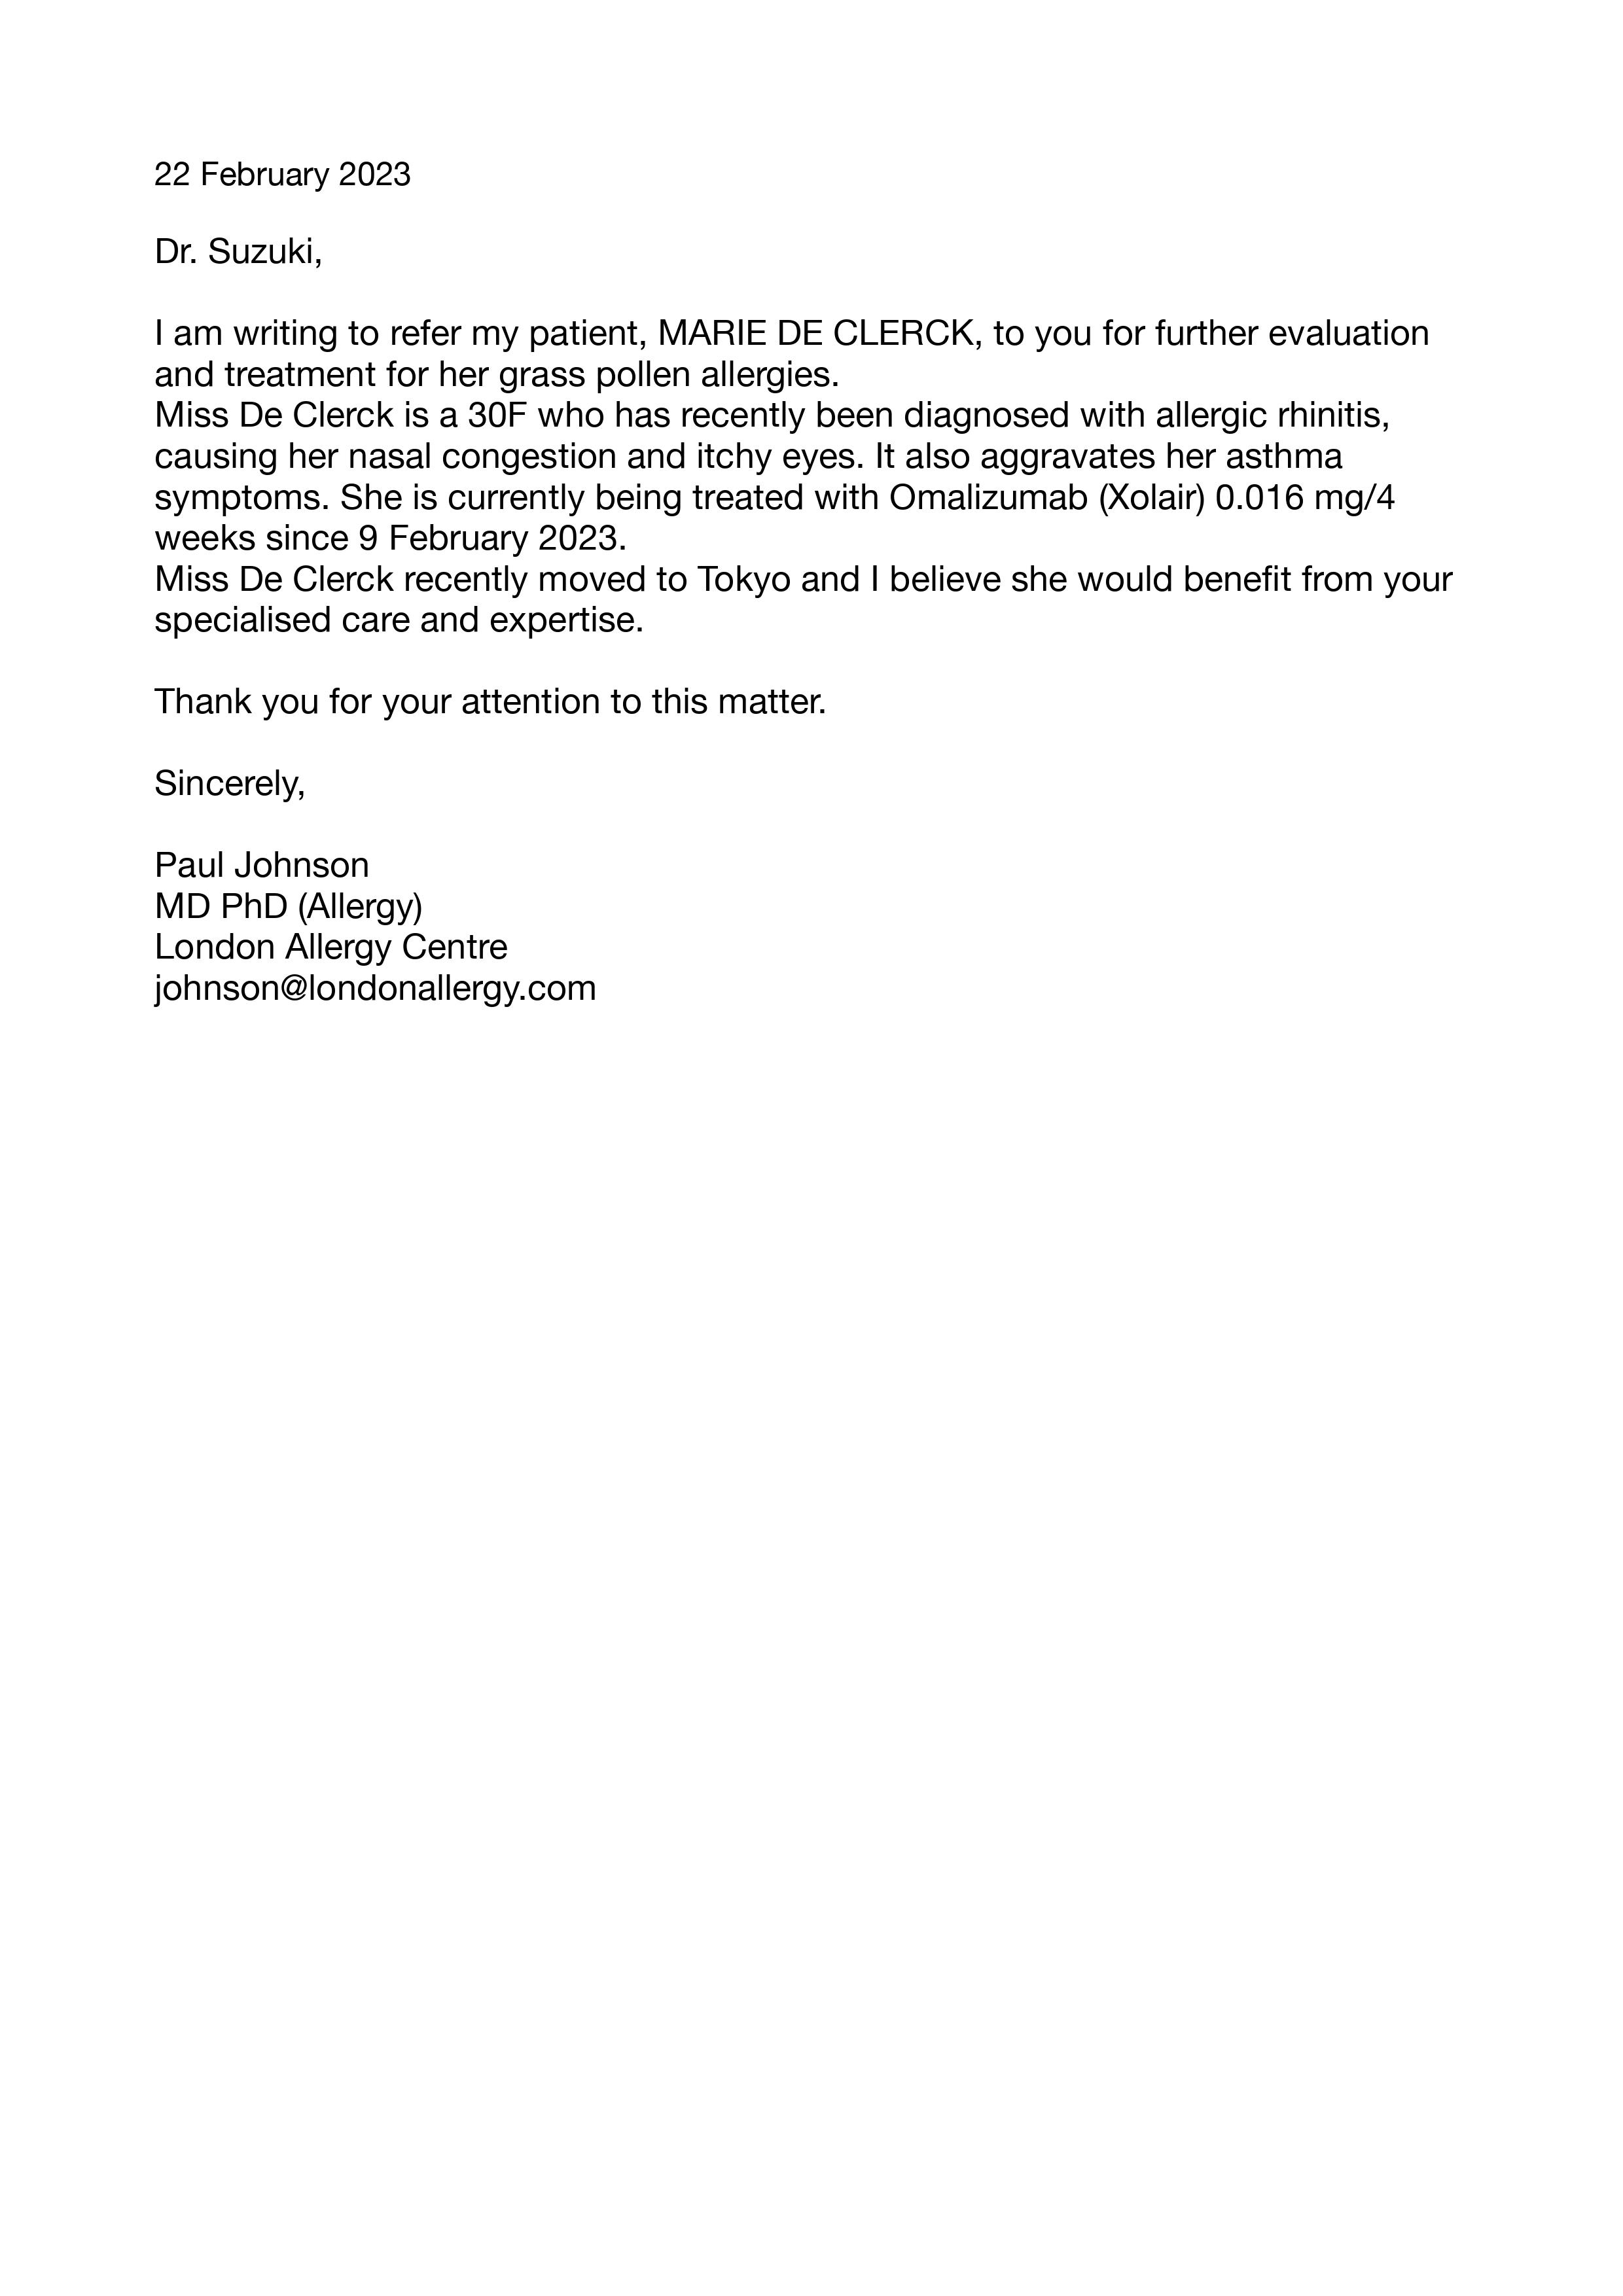 22 February 2023
Dr. Suzuki,
I am writing to refer my patient, MARIE DE CLERCK, to you for further evaluation
and treatment for her grass pollen allergies.
Miss De Clerck is a 30F who has recently been diagnosed with allergic rhinitis,
causing her nasal congestion and itchy eyes. It also aggravates her asthma
symptoms. She is currently being treated with Omalizumab (Xolair) 0.016 mg/4
weeks since 9 February 2023.
Miss De Clerck recently moved to Tokyo and I believe she would benefit from your
specialised care and expertise.
Thank you for your attention to this matter.
Sincerely,
Paul Johnson
MD PhD (Allergy)
London Allergy Centre
johnson@londonallergy.com